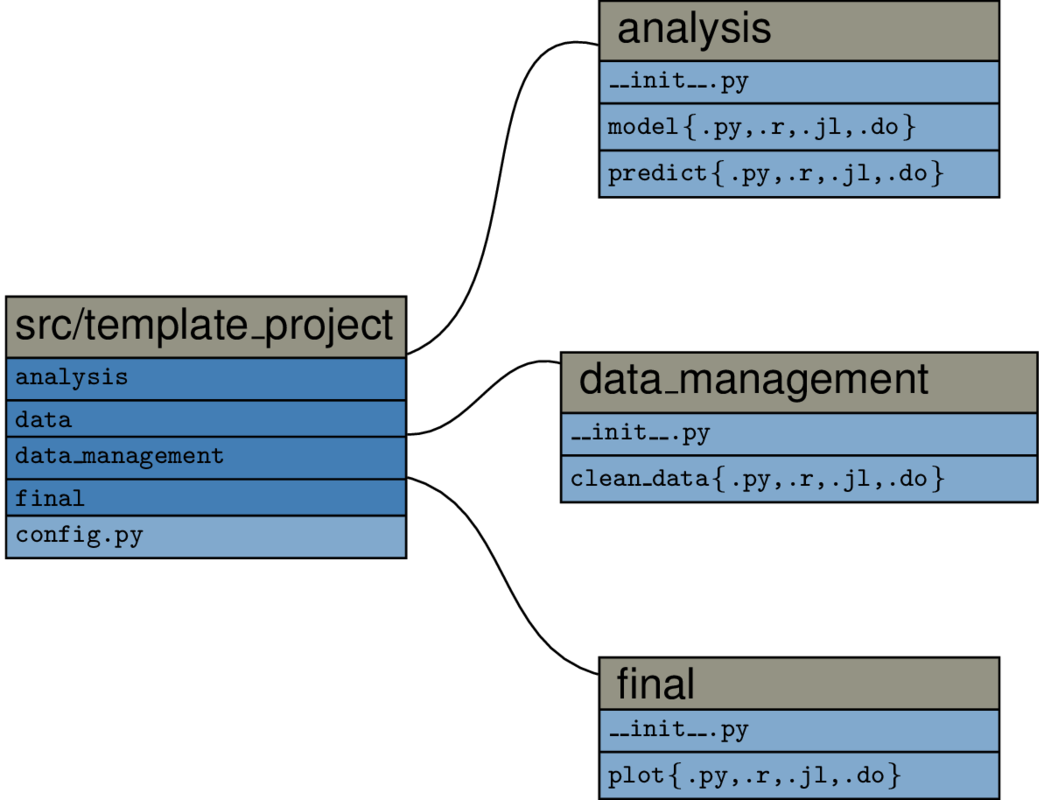 analysis
__init__.py
model{.py,.r,.jl,.do}
predict{.py,.r,.jl,.do}
src/template_project
analysis
data
data_management
final
config.py
data_management
__init__.py
clean_data{.py,.r,.jl,.do}
final
__init__.py
plot{.py,.r,.jl,.do}